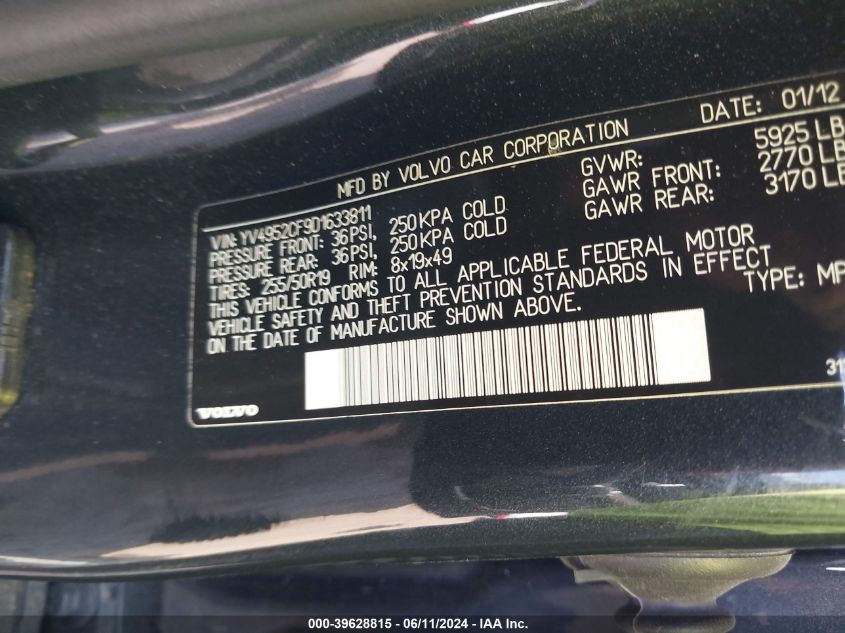 DATE: 01/12
MFD BY VOLVO CAR CORPORATION
GVWR: 5925 LB
GAWR FRONT: 2770 LB
GAWR REAR: 3170 LB
VIN: YV4952CF9D1633811
PRESSURE FRONT: 36PSI, 250KPA COLD
PRESSURE REAR: 36PSI, 250KPA COLD
TIRES: 255/50R19 RIM: 8x19x49
THIS VEHICLE CONFORMS TO ALL APPLICABLE FEDERAL MOTOR
VEHICLE SAFETY AND THEFT PREVENTION STANDARDS IN EFFECT
ON THE DATE OF MANUFACTURE SHOWN ABOVE.
TYPE: MP
31
VOLVO
000-39628815 - 06/11/2024 - IAA Inc.